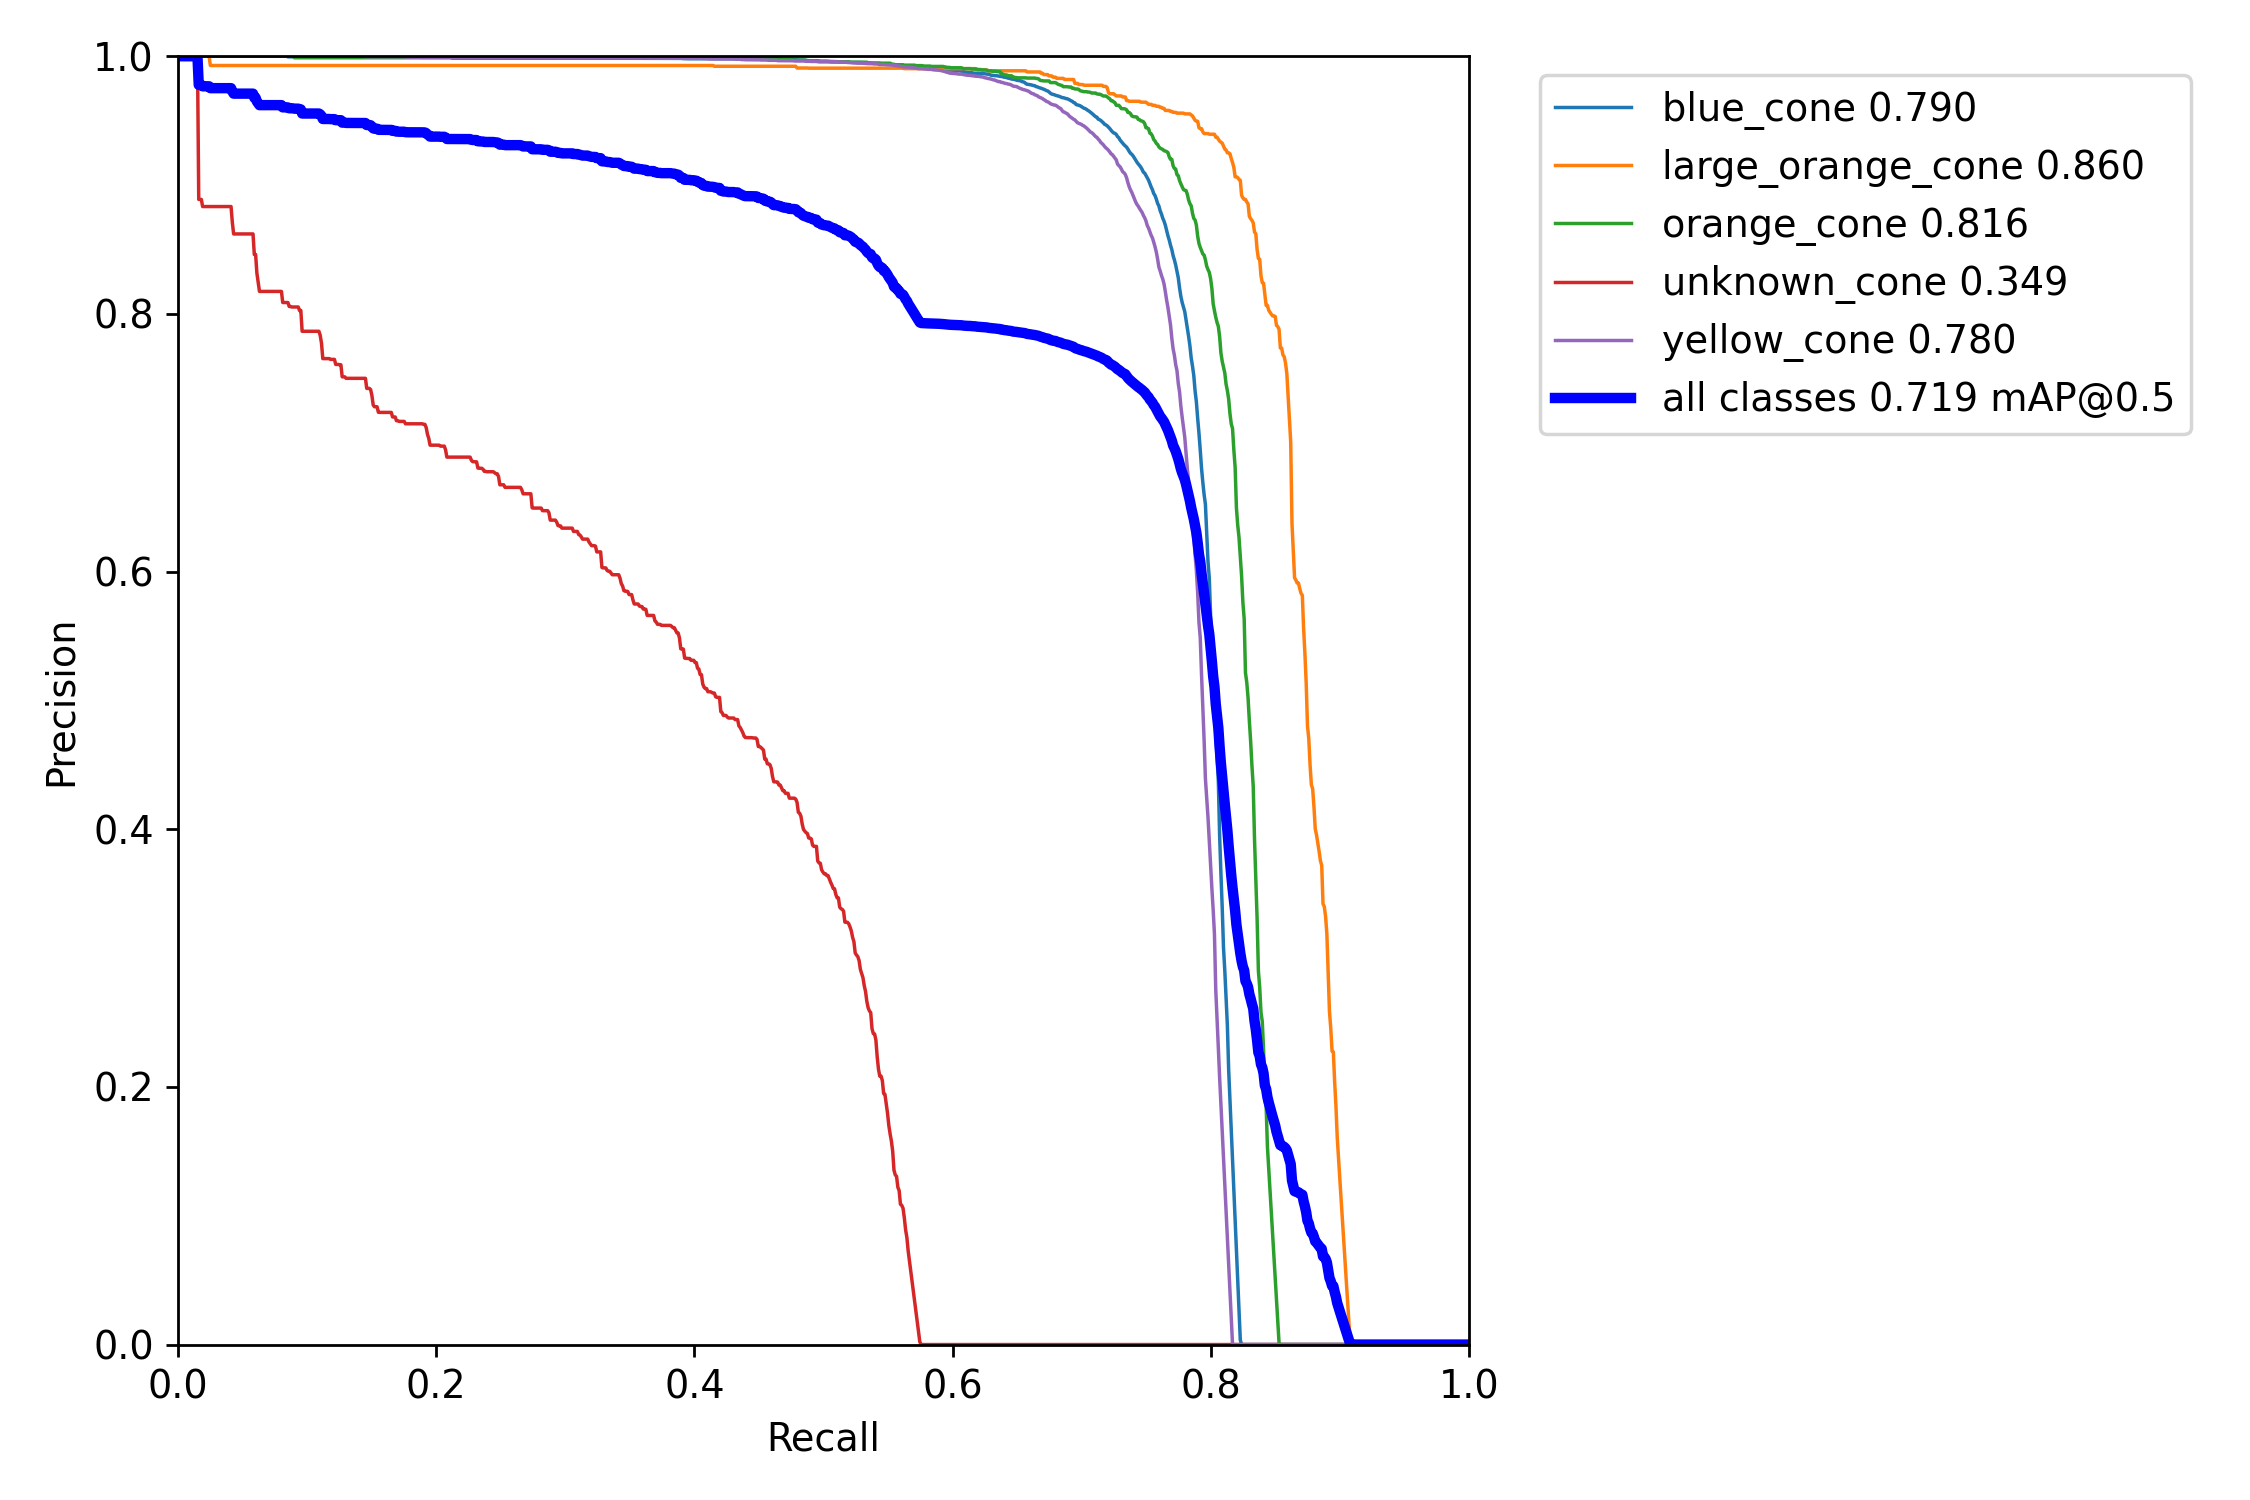 1.0
0.8
0.6
0.4
0.2
0.0
Precision
0.0 0.2 0.4 0.6 0.8 1.0
Recall
blue_cone 0.790
large_orange_cone 0.860
orange_cone 0.816
unknown_cone 0.349
yellow_cone 0.780
all classes 0.719 mAP@0.5